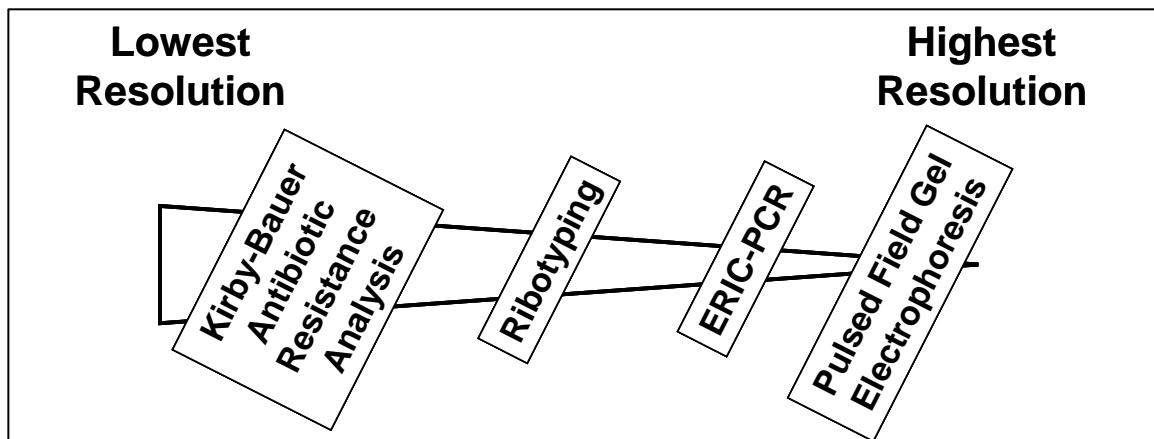 Lowest
Resolution
Highest
Resolution
Kirby-Bauer
Antibiotic
Resistance
Analysis
Ribotyping
ERIC-PCR
Pulsed Field Gel
Electrophoresis